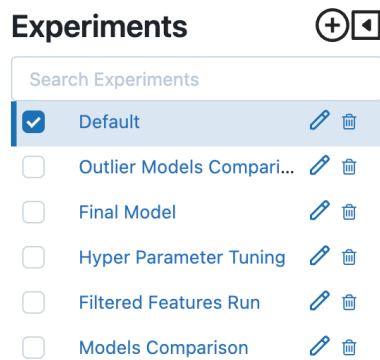 Experiments
Search Experiments
Default
Outlier Models Compari...
Final Model
Hyper Parameter Tuning
Filtered Features Run
Models Comparison